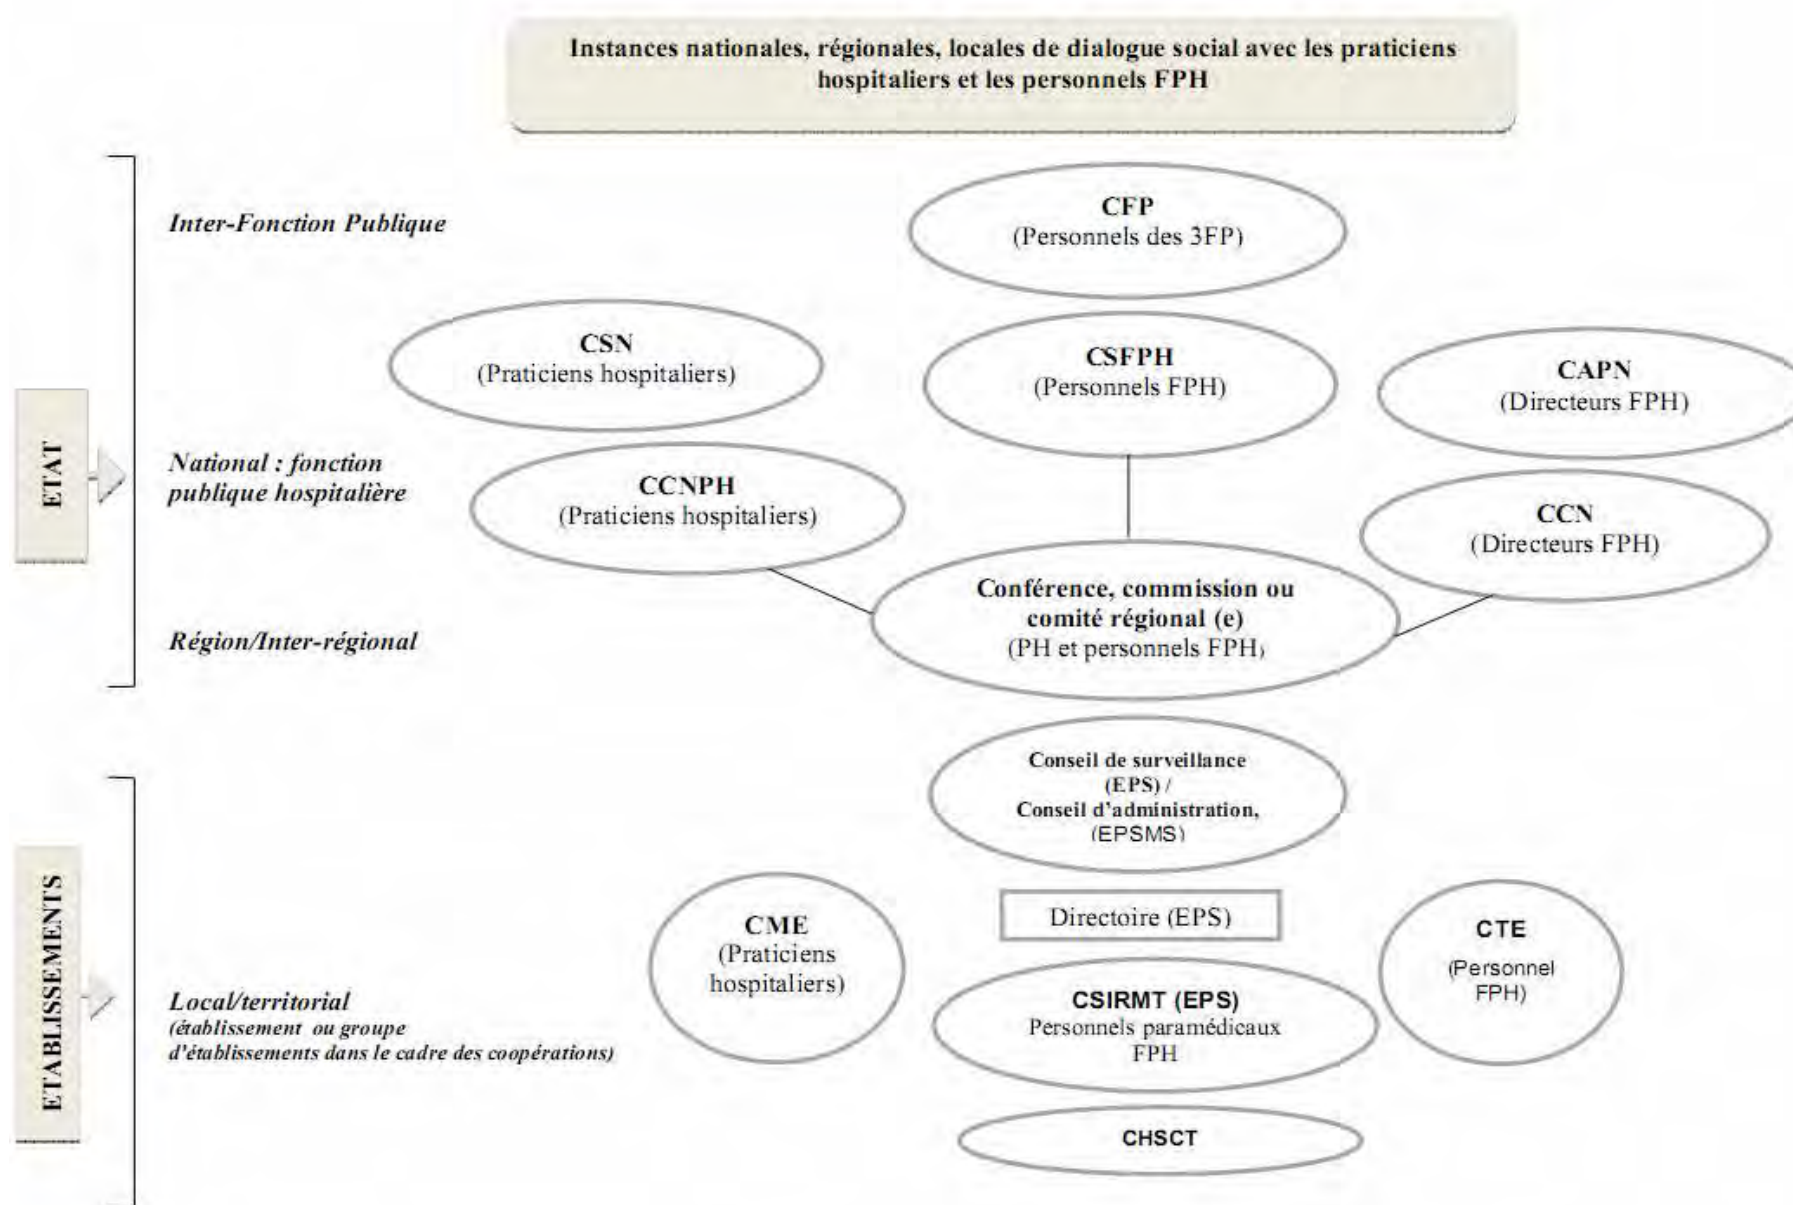 Instances nationales, régionales, locales de dialogue social avec les praticiens
hospitaliers et les personnels FPH
Inter-Fonction Publique
CFP
(Personnels des 3FP)
CSN
(Praticiens hospitaliers)
CSFPH
(Personnels FPH)
CAPN
(Directeurs FPH)
ETAT
National : fonction
publique hospitalière
CCNPH
(Praticiens hospitaliers)
CCN
(Directeurs FPH)
Région/Inter-régional
Conférence, commission ou
comité régional (e)
(PH et personnels FPH)
Conseil de surveillance
(EPS) /
Conseil d'administration,
(EPSMS)
ETABLISSEMENTS
Local/territorial
(établissement ou groupe
d'établissements dans le cadre des coopérations)
CME
(Praticiens
hospitaliers)
Directoire (EPS)
CTE
(Personnel
FPH)
CSIRMT (EPS)
Personnels paramédicaux
FPH
CHSCT